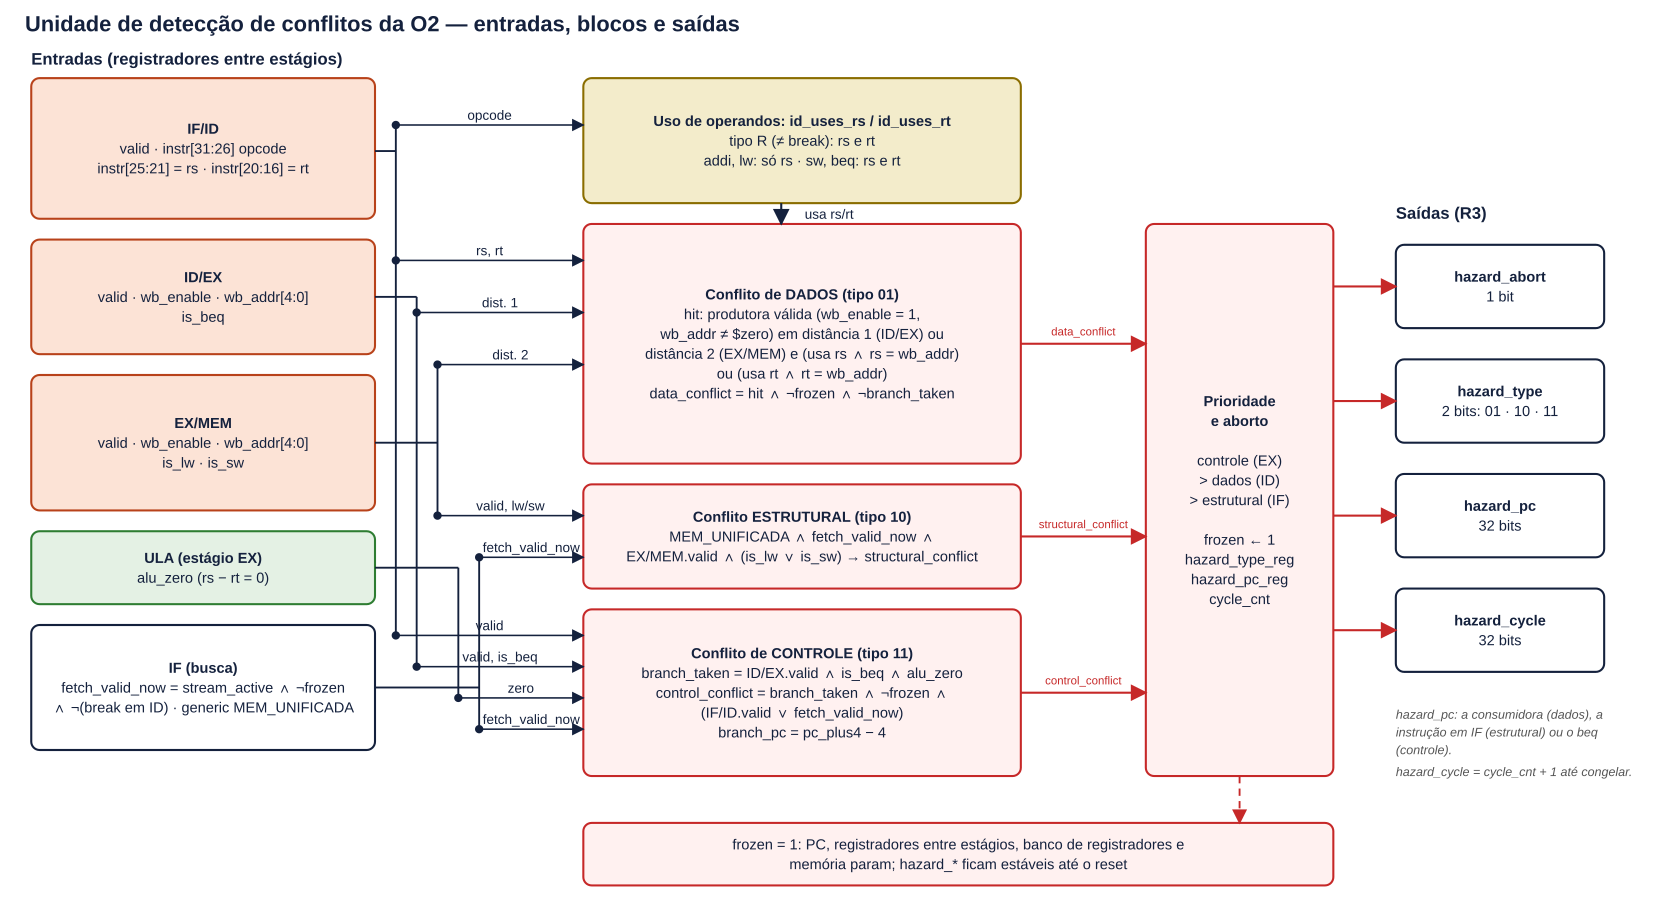 Unidade de detecção de conflitos da O2 — entradas, blocos e saídas
Entradas (registradores entre estágios)
IF/ID
valid · instr[31:26] opcode
instr[25:21] = rs · instr[20:16] = rt
ID/EX
valid · wb_enable · wb_addr[4:0]
is_beq
EX/MEM
valid · wb_enable · wb_addr[4:0]
is_lw · is_sw
ULA (estágio EX)
alu_zero (rs − rt = 0)
IF (busca)
fetch_valid_now = stream_active ∧ ¬frozen
∧ ¬(break em ID) · generic MEM_UNIFICADA
opcode
rs, rt
dist. 1
dist. 2
valid, lw/sw
fetch_valid_now
valid
valid, is_beq
zero
fetch_valid_now
Uso de operandos: id_uses_rs / id_uses_rt
tipo R (≠ break): rs e rt
addi, lw: só rs · sw, beq: rs e rt
usa rs/rt
Conflito de DADOS (tipo 01)
hit: produtora válida (wb_enable = 1,
wb_addr ≠ $zero) em distância 1 (ID/EX) ou
distância 2 (EX/MEM) e (usa rs ∧ rs = wb_addr)
ou (usa rt ∧ rt = wb_addr)
data_conflict = hit ∧ ¬frozen ∧ ¬branch_taken
Conflito ESTRUTURAL (tipo 10)
MEM_UNIFICADA ∧ fetch_valid_now ∧
EX/MEM.valid ∧ (is_lw ∨ is_sw) → structural_conflict
Conflito de CONTROLE (tipo 11)
branch_taken = ID/EX.valid ∧ is_beq ∧ alu_zero
control_conflict = branch_taken ∧ ¬frozen ∧
(IF/ID.valid ∨ fetch_valid_now)
branch_pc = pc_plus4 − 4
data_conflict
structural_conflict
control_conflict
Prioridade
e aborto
controle (EX)
> dados (ID)
> estrutural (IF)
frozen ← 1
hazard_type_reg
hazard_pc_reg
cycle_cnt
Saídas (R3)
hazard_abort
1 bit
hazard_type
2 bits: 01 · 10 · 11
hazard_pc
32 bits
hazard_cycle
32 bits
hazard_pc: a consumidora (dados), a
instrução em IF (estrutural) ou o beq
(controle).
hazard_cycle = cycle_cnt + 1 até congelar.
frozen = 1: PC, registradores entre estágios, banco de registradores e
memória param; hazard_* ficam estáveis até o reset